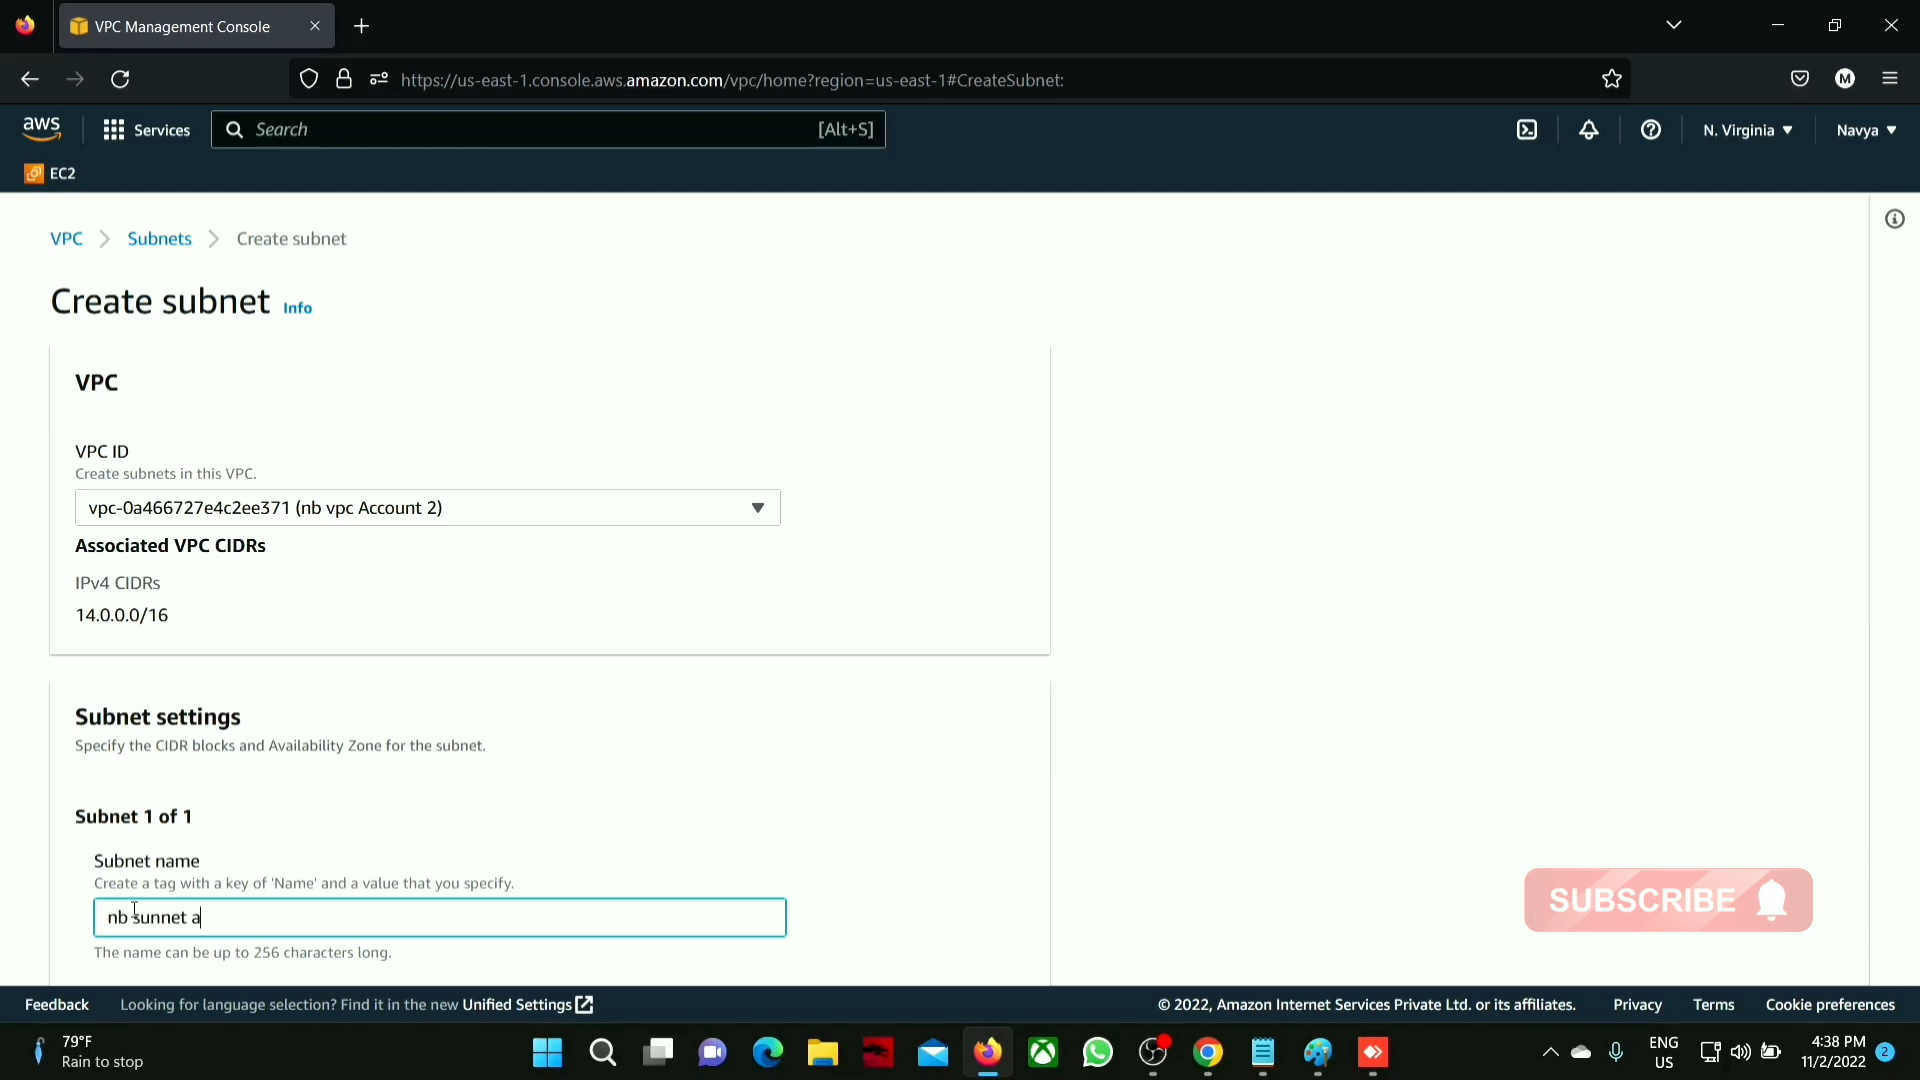 VPC Management Console
https://us-east-1.console.aws.amazon.com/vpc/home?region=us-east-1#CreateSubnet:
M
aws
Services
Search
[Alt+S]
N. Virginia
Navya
EC2
VPC
Subnets
Create subnet
Create subnet
Info
VPC
VPC ID
Create subnets in this VPC.
vpc-0a466727e4c2ee371 (nb vpc Account 2)
Associated VPC CIDRs
IPv4 CIDRs
14.0.0.0/16
Subnet settings
Specify the CIDR blocks and Availability Zone for the subnet.
Subnet 1 of 1
Subnet name
Create a tag with a key of 'Name' and a value that you specify.
nb sunnet a
The name can be up to 256 characters long.
SUBSCRIBE
Feedback
Looking for language selection? Find it in the new Unified Settings
© 2022, Amazon Internet Services Private Ltd. or its affiliates.
Privacy
Terms
Cookie preferences
79°F
Rain to stop
ENG
US
4:38 PM
11/2/2022
2